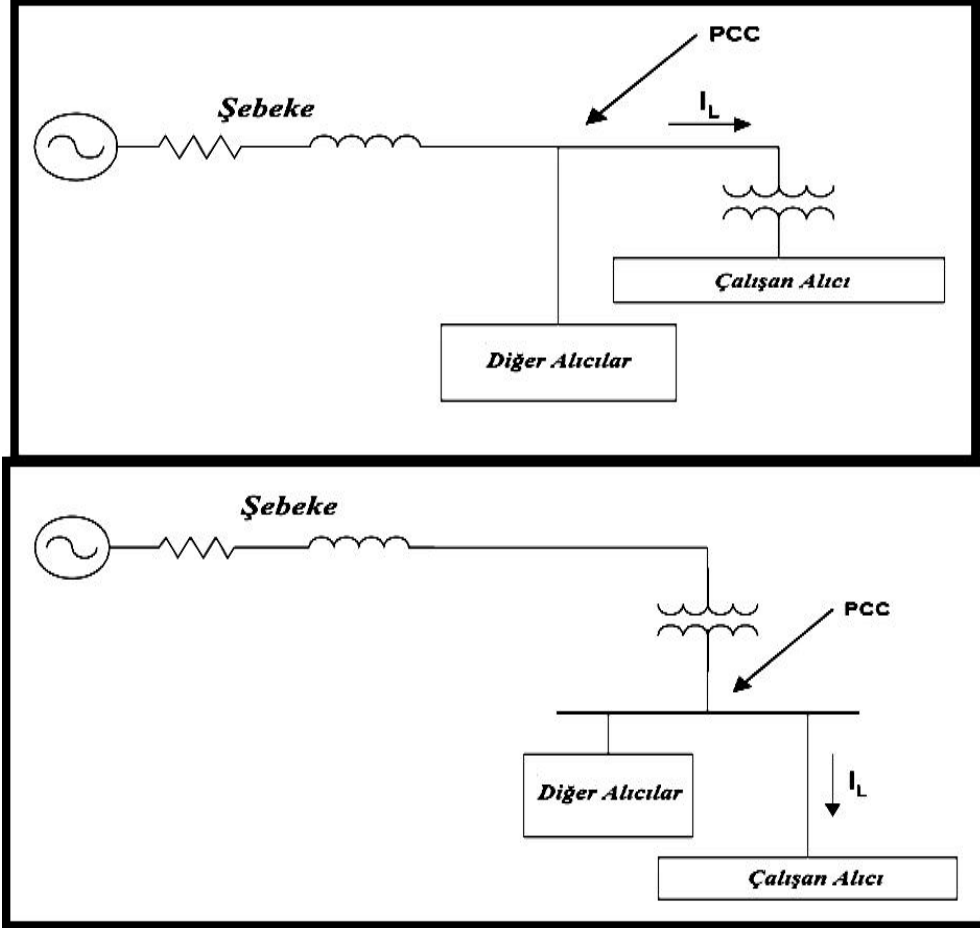 PCC
Şebeke
IL
Çalışan Alıcı
Diğer Alıcılar
Şebeke
PCC
Diğer Alıcılar
IL
Çalışan Alıcı